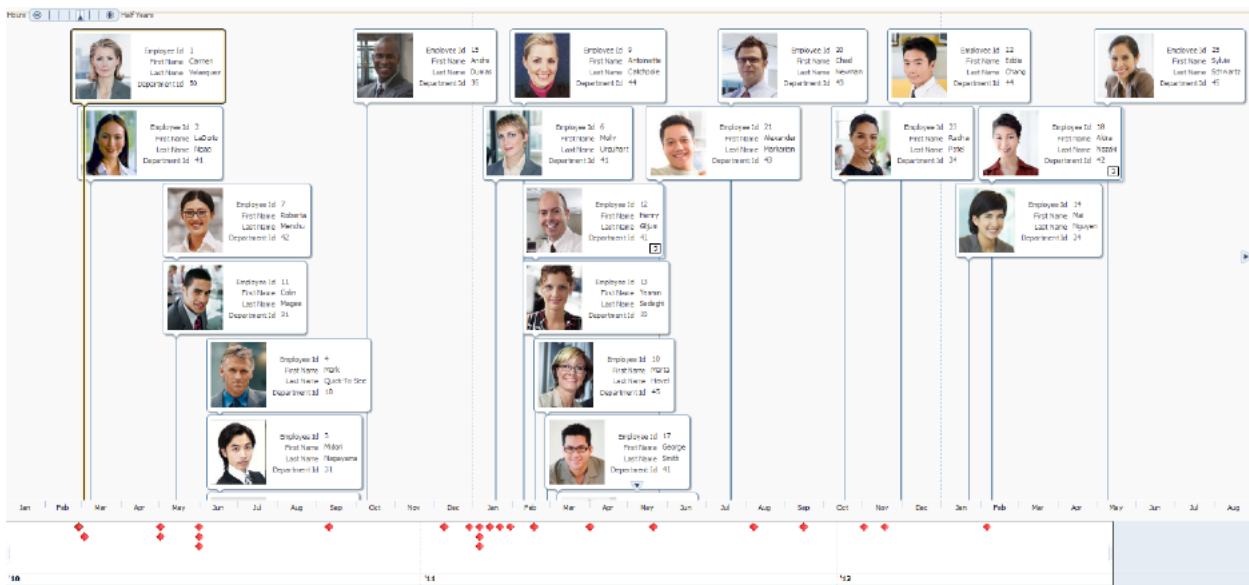 Hours Half Years
Employee Id 1
First Name Carmen
Last Name Velasquez
Department Id 50
Employee Id 15
First Name Andre
Last Name Dumas
Department Id 35
Employee Id 9
First Name Antoinette
Last Name Catchpole
Department Id 44
Employee Id 20
First Name Chad
Last Name Newman
Department Id 43
Employee Id 22
First Name Eddie
Last Name Chang
Department Id 44
Employee Id 25
First Name Sylvie
Last Name Schwartz
Department Id 45
Employee Id 2
First Name LaDoris
Last Name Ngao
Department Id 41
Employee Id 6
First Name Molly
Last Name Urquhart
Department Id 41
Employee Id 21
First Name Alexander
Last Name Markarian
Department Id 43
Employee Id 23
First Name Radha
Last Name Patel
Department Id 34
Employee Id 18
First Name Akira
Last Name Nozaki
Department Id 42
Employee Id 7
First Name Roberta
Last Name Menchu
Department Id 42
Employee Id 12
First Name Henry
Last Name Giljum
Department Id 41
Employee Id 14
First Name Mai
Last Name Nguyen
Department Id 34
Employee Id 11
First Name Colin
Last Name Magee
Department Id 31
Employee Id 13
First Name Yasmin
Last Name Sedeghi
Department Id
Employee Id 4
First Name Mark
Last Name Quick-To-See
Department Id 10
Employee Id 10
First Name Marta
Last Name Havel
Department Id 45
Employee Id 3
First Name Midori
Last Name Nagayama
Department Id 31
Employee Id 17
First Name George
Last Name Smith
Department Id 41
Jan Feb Mar Apr May Jun Jul Aug Sep Oct Nov Dec Jan Feb Mar Apr May Jun Jul Aug Sep Oct Nov Dec Jan Feb Mar Apr May Jun Jul Aug
'10 '11 '12